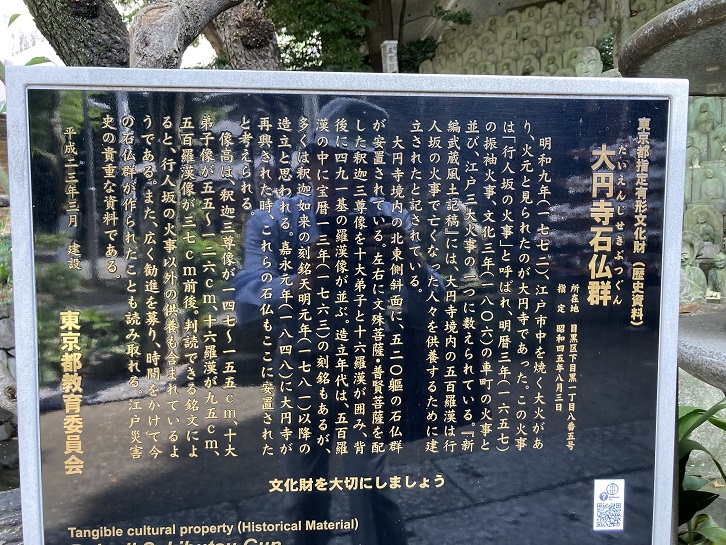 東京都指定有形文化財（歴史資料）
だいえんじせきぶつぐん
大円寺石仏群
所在地　目黒区下目黒一丁目八番五号
指定　昭和四五年八月三日
明和九年（一七七二）、江戸市中を焼く大火があ
り、火元と見られたのが大円寺であった。この火事
は「行人坂の火事」と呼ばれ、明暦三年（一六五七）
の振袖火事、文化三年（一八〇六）の車町の火事と
並び、江戸三大火事の一つに数えられている。『新
編武蔵風土記稿』には、大円寺境内の五百羅漢は行
人坂の火事で亡くなった人々を供養するために建
立されたと記されている。
大円寺境内の北東側斜面に、五二〇躯の石仏群
が安置されている。左右に文殊菩薩・普賢菩薩を配
した釈迦三尊像を十大弟子と十六羅漢が囲み、背
後に四九一基の羅漢像が並ぶ。造立年代は、五百羅
漢の中に宝暦一三年（一七六三）の刻銘もあるが、
多くは釈迦如来の刻銘天明元年（一七八一）以降の
造立と思われる。嘉永元年（一八四八）に大円寺が
再興された時、これらの石仏もここに安置された
と考えられる。
像高は、釈迦三尊像が一四七〜一五五cm、十大
弟子像が五五〜一二六cm、十六羅漢が九五cm、
五百羅漢像が三七cm前後。判読できる銘文によ
ると、行人坂の火事以外の供養も含まれているよ
うである。また、広く勧進を募り、時間をかけて今
の石仏群が作られたことも読み取れる、江戸災害
史の貴重な資料である。
平成二三年三月　建設
東京都教育委員会
文化財を大切にしましょう
Tangible cultural property (Historical Material)